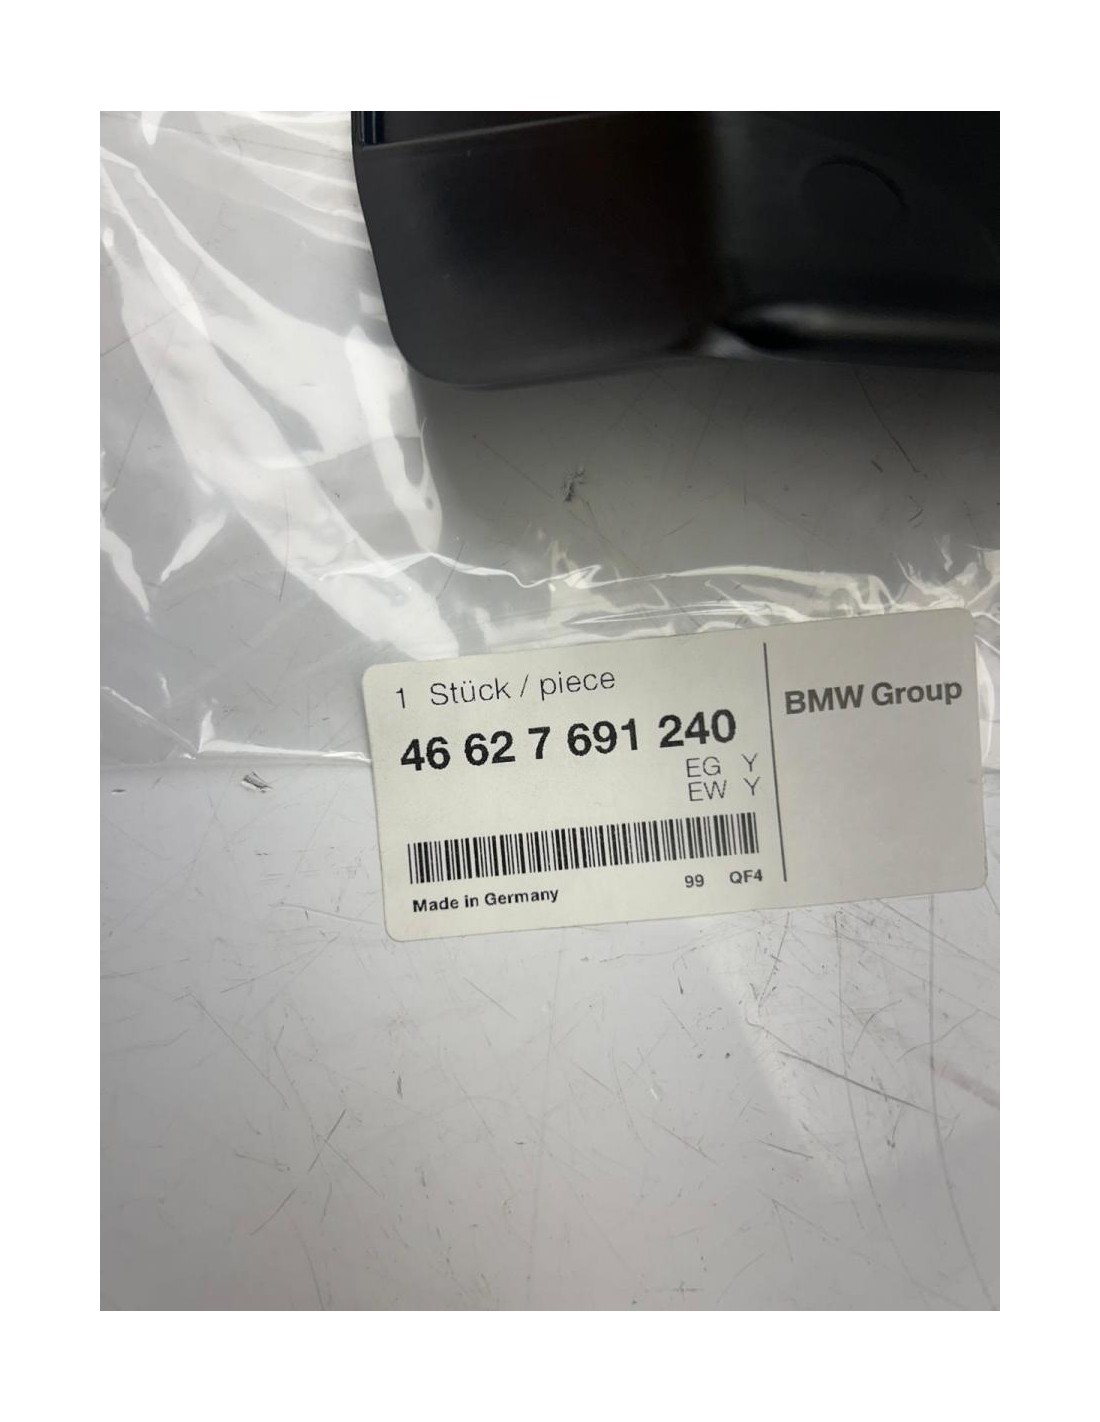 1 Stück / piece
46 62 7 691 240
EG Y
EW Y
Made in Germany 99 QF4
BMW Group